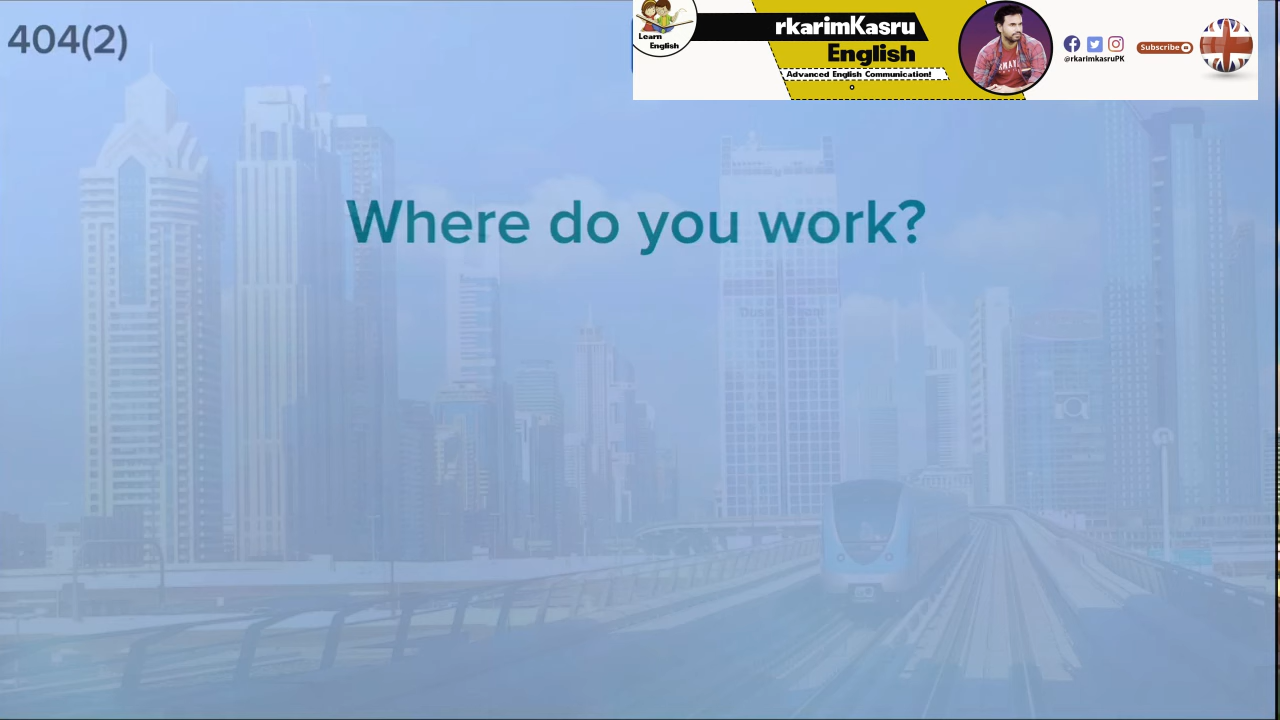 404(2)
Learn
English
rkarimKasru
English
Advanced English Communication!
@rkarimkasruPK
Subscribe
Where do you work?